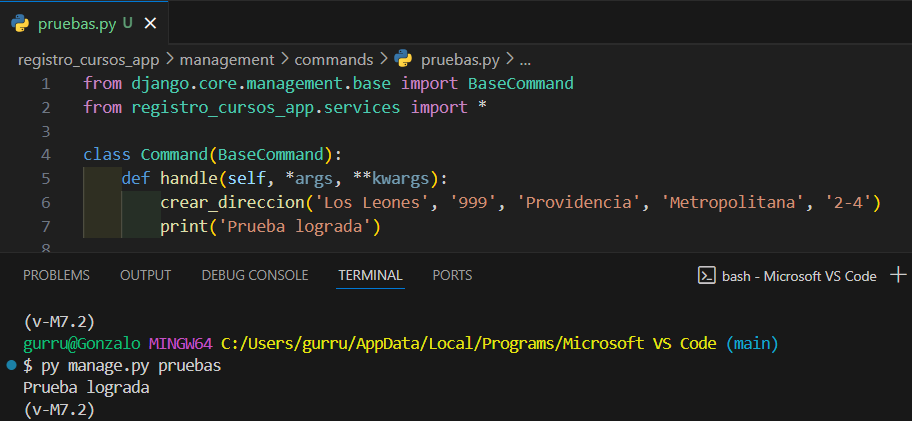 pruebas.py U ×
registro_cursos_app > management > commands > pruebas.py > ...
1 from django.core.management.base import BaseCommand
2 from registro_cursos_app.services import *
3
4 class Command(BaseCommand):
5     def handle(self, *args, **kwargs):
6         crear_direccion('Los Leones', '999', 'Providencia', 'Metropolitana', '2-4')
7         print('Prueba lograda')
8
PROBLEMS OUTPUT DEBUG CONSOLE TERMINAL PORTS bash - Microsoft VS Code +
(v-M7.2)
gurru@Gonzalo MINGW64 C:/Users/gurru/AppData/Local/Programs/Microsoft VS Code (main)
$ py manage.py pruebas
Prueba lograda
(v-M7.2)